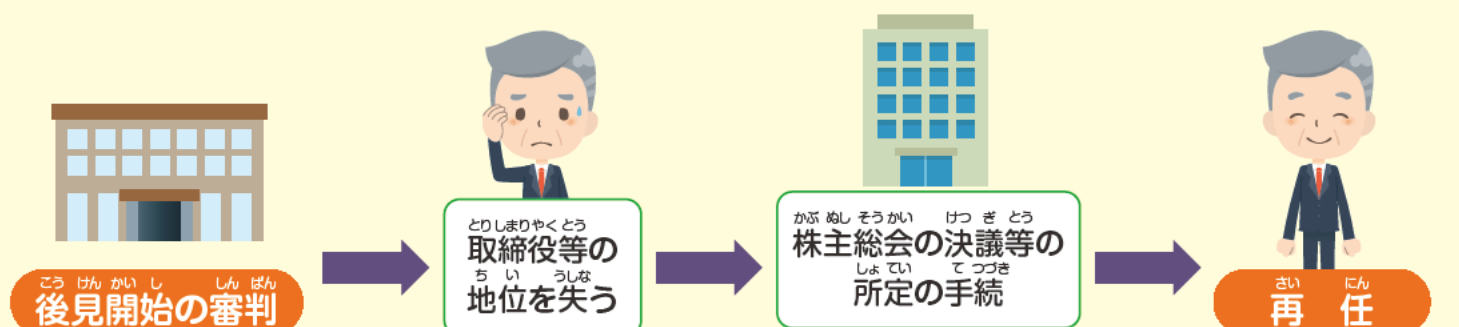 こうけんかいし しんぱん
後見開始の審判
とりしまりやくとう
取締役等の
ちい うしな
地位を失う
かぶぬしそうかい けつぎとう
株主総会の決議等の
しょてい てつづき
所定の手続
さいにん
再任